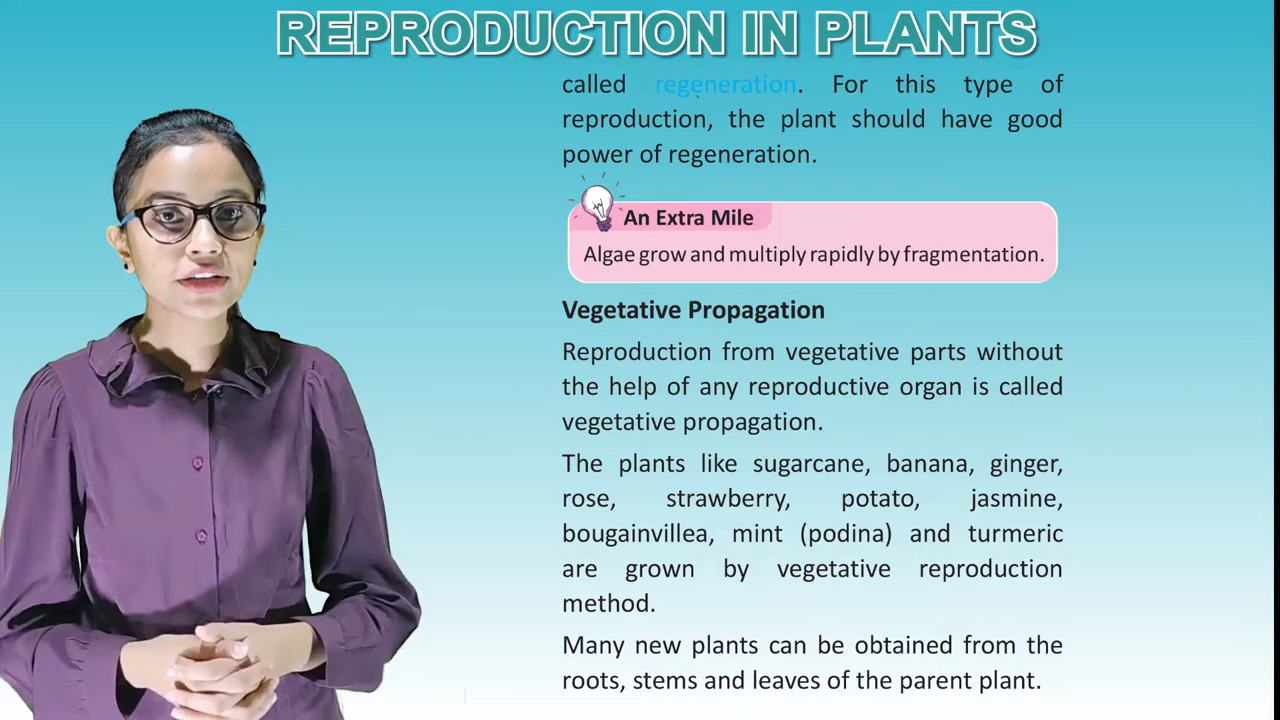 REPRODUCTION IN PLANTS
called regeneration. For this type of
reproduction, the plant should have good
power of regeneration.
An Extra Mile
Algae grow and multiply rapidly by fragmentation.
Vegetative Propagation
Reproduction from vegetative parts without
the help of any reproductive organ is called
vegetative propagation.
The plants like sugarcane, banana, ginger,
rose, strawberry, potato, jasmine,
bougainvillea, mint (podina) and turmeric
are grown by vegetative reproduction
method.
Many new plants can be obtained from the
roots, stems and leaves of the parent plant.